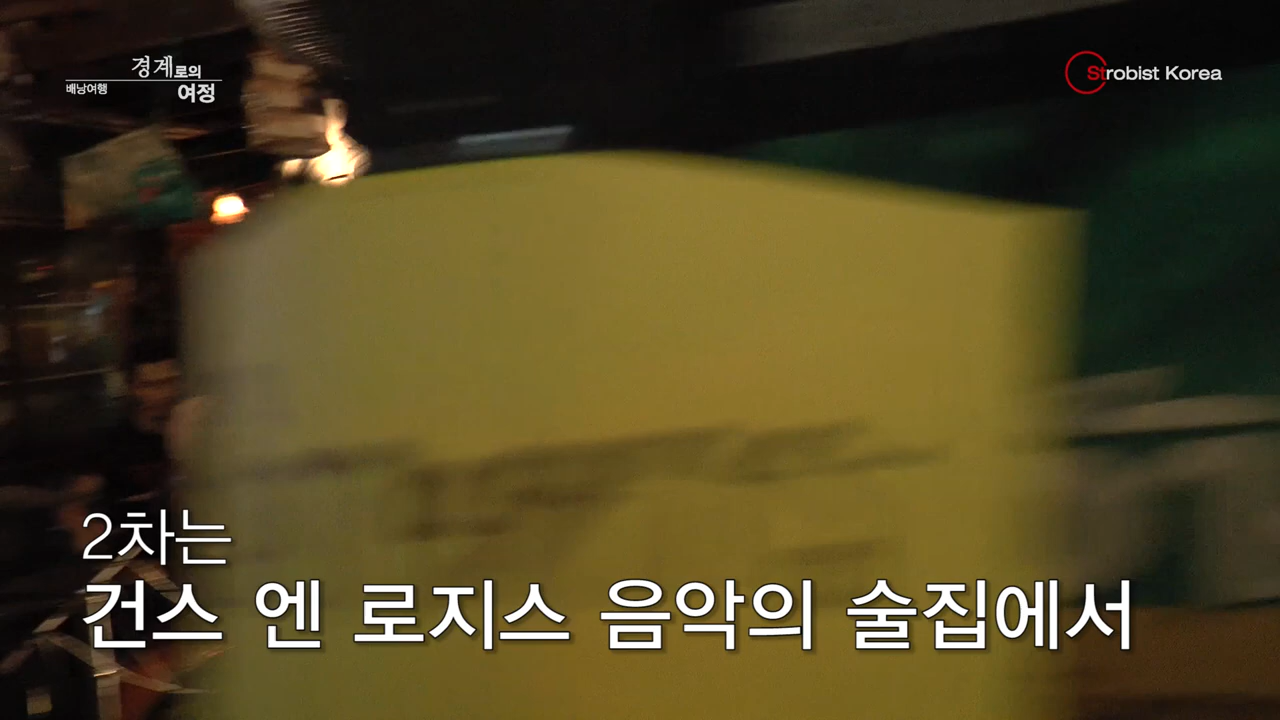 경계로의
배낭여행 여정
Strobist Korea
2차는
건스 엔 로지스 음악의 술집에서